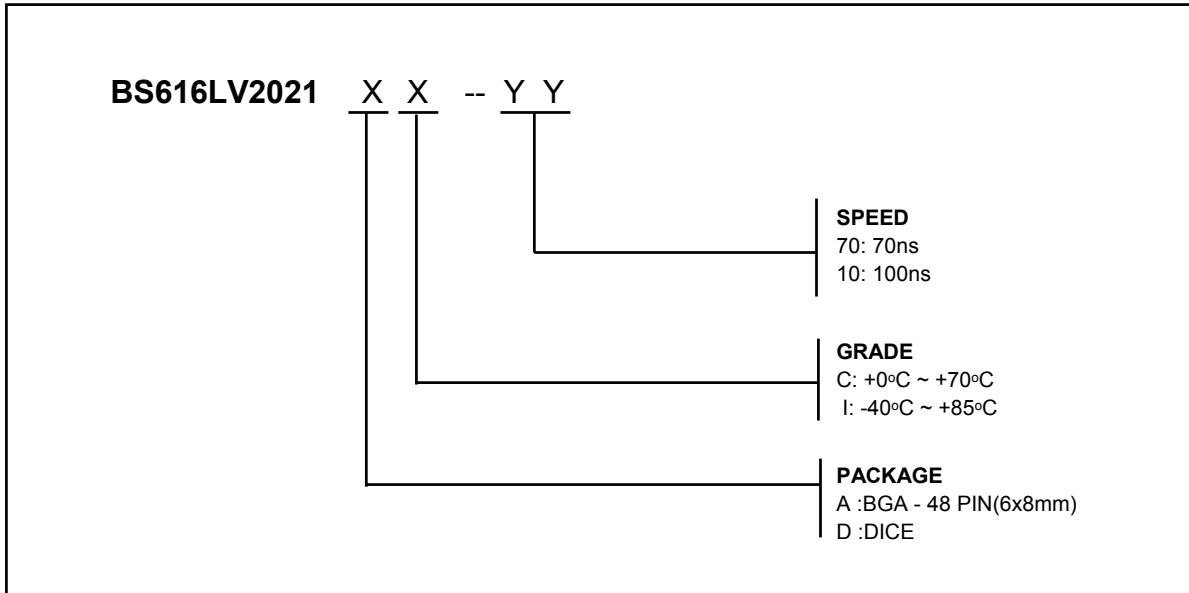 BS616LV2021 X X -- Y Y
SPEED
70: 70ns
10: 100ns
GRADE
C: +0oC ~ +70oC
I: -40oC ~ +85oC
PACKAGE
A :BGA - 48 PIN(6x8mm)
D :DICE